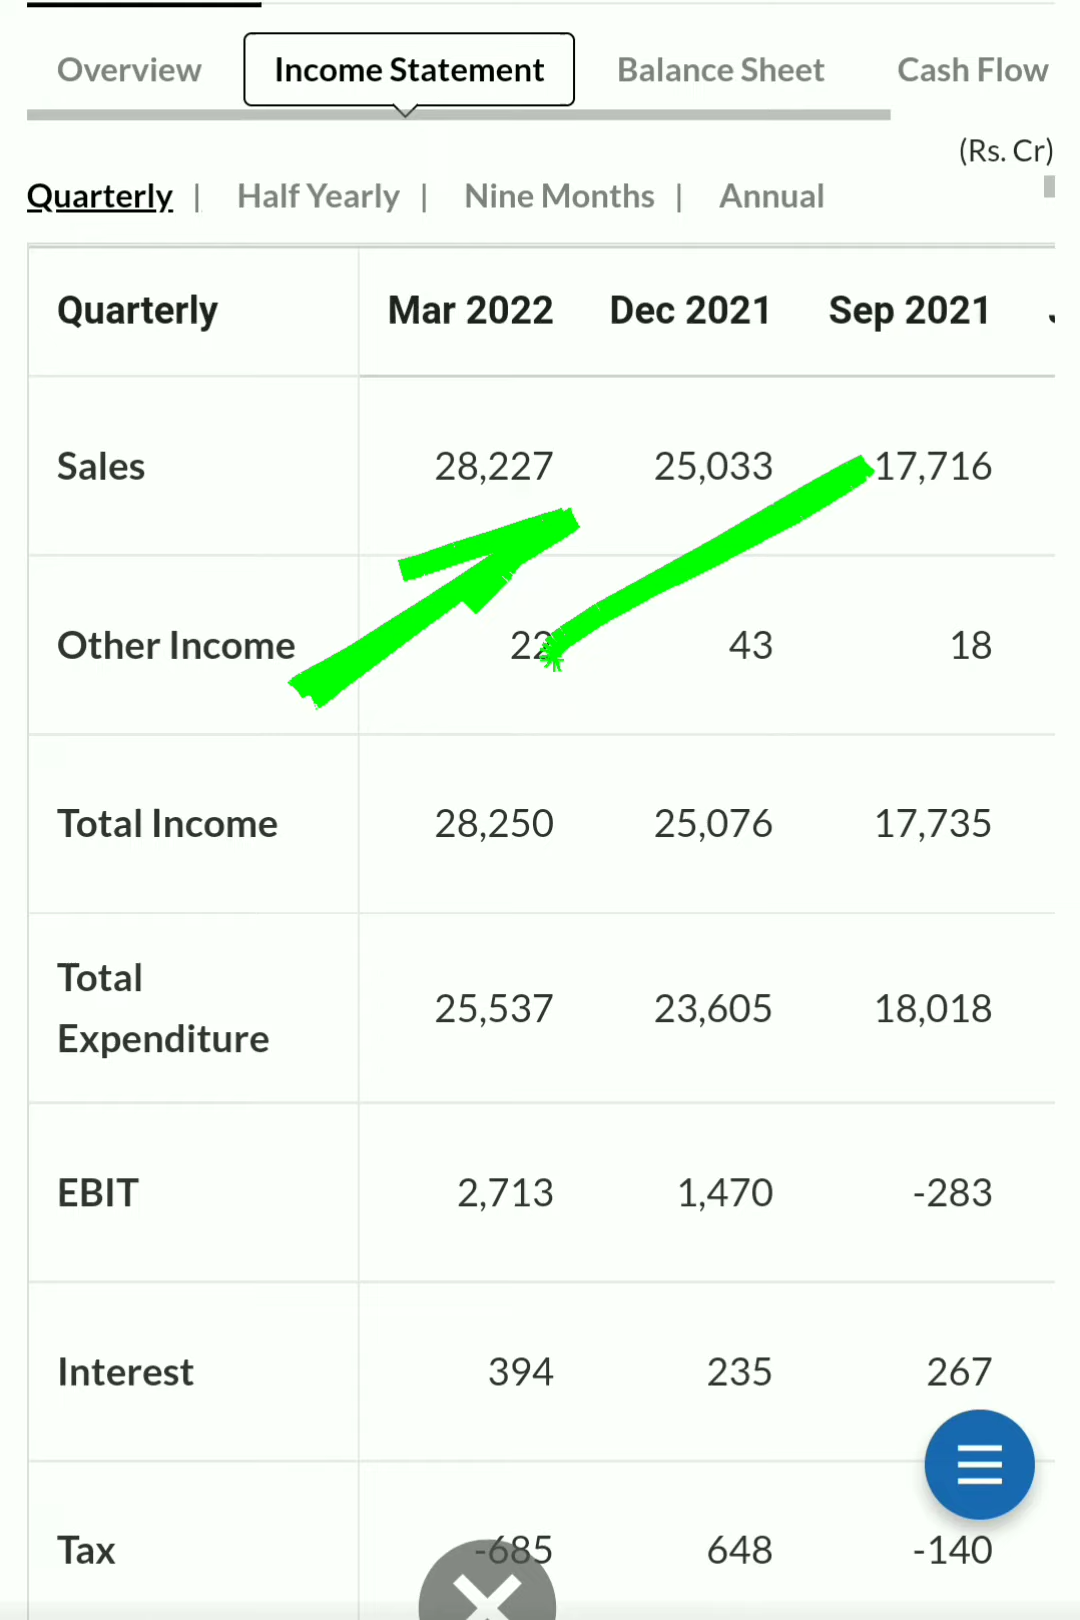 Overview Income Statement Balance Sheet Cash Flow
(Rs. Cr)
Quarterly | Half Yearly | Nine Months | Annual
Quarterly Mar 2022 Dec 2021 Sep 2021
Sales 28,227 25,033 17,716
Other Income 22 43 18
Total Income 28,250 25,076 17,735
Total
Expenditure 25,537 23,605 18,018
EBIT 2,713 1,470 -283
Interest 394 235 267
Tax -685 648 -140